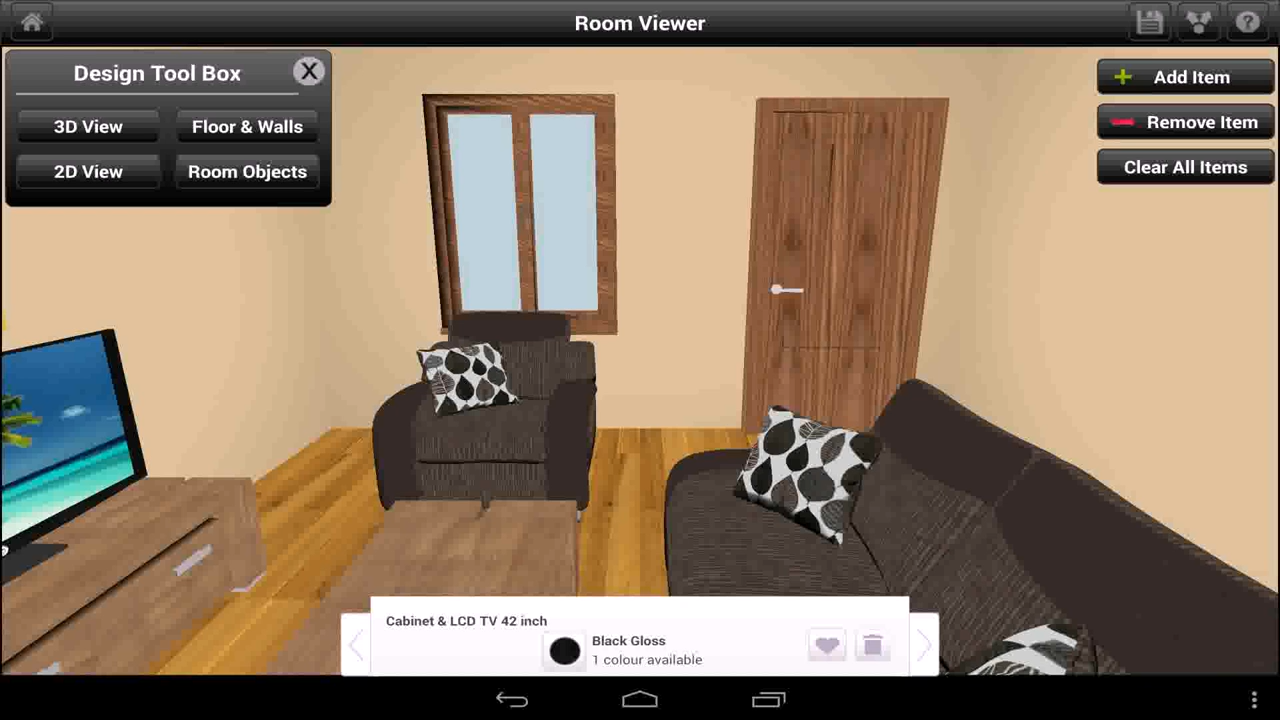 Room Viewer
Design Tool Box
X
3D View
Floor & Walls
2D View
Room Objects
Add Item
Remove Item
Clear All Items
Cabinet & LCD TV 42 inch
Black Gloss
1 colour available